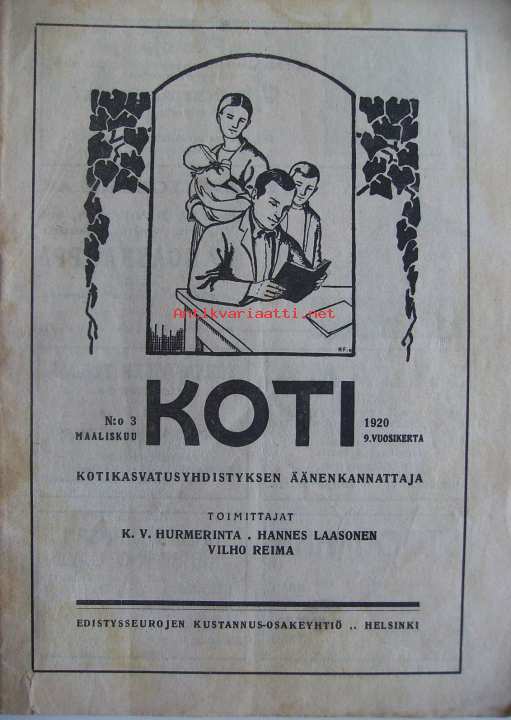 Antikvariaatti.net
N:o 3
MAALISKUU
KOTI
1920
9. VUOSIKERTA
KOTIKASVATUSYHDISTYKSEN ÄÄNENKANNATTAJA
TOIMITTAJAT
K. V. HURMERINTA . HANNES LAASONEN
VILHO REIMA
EDISTYSSEUROJEN KUSTANNUS-OSAKEYHTIÖ .. HELSINKI